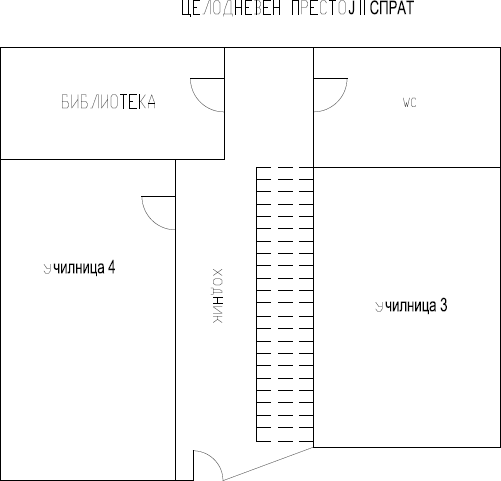 ЦЕЛОДНЕВЕН ПРЕСТОЈ II СПРАТ
БИБЛИОТЕКА
WC
Училница 4
ХОДНИК
Училница 3